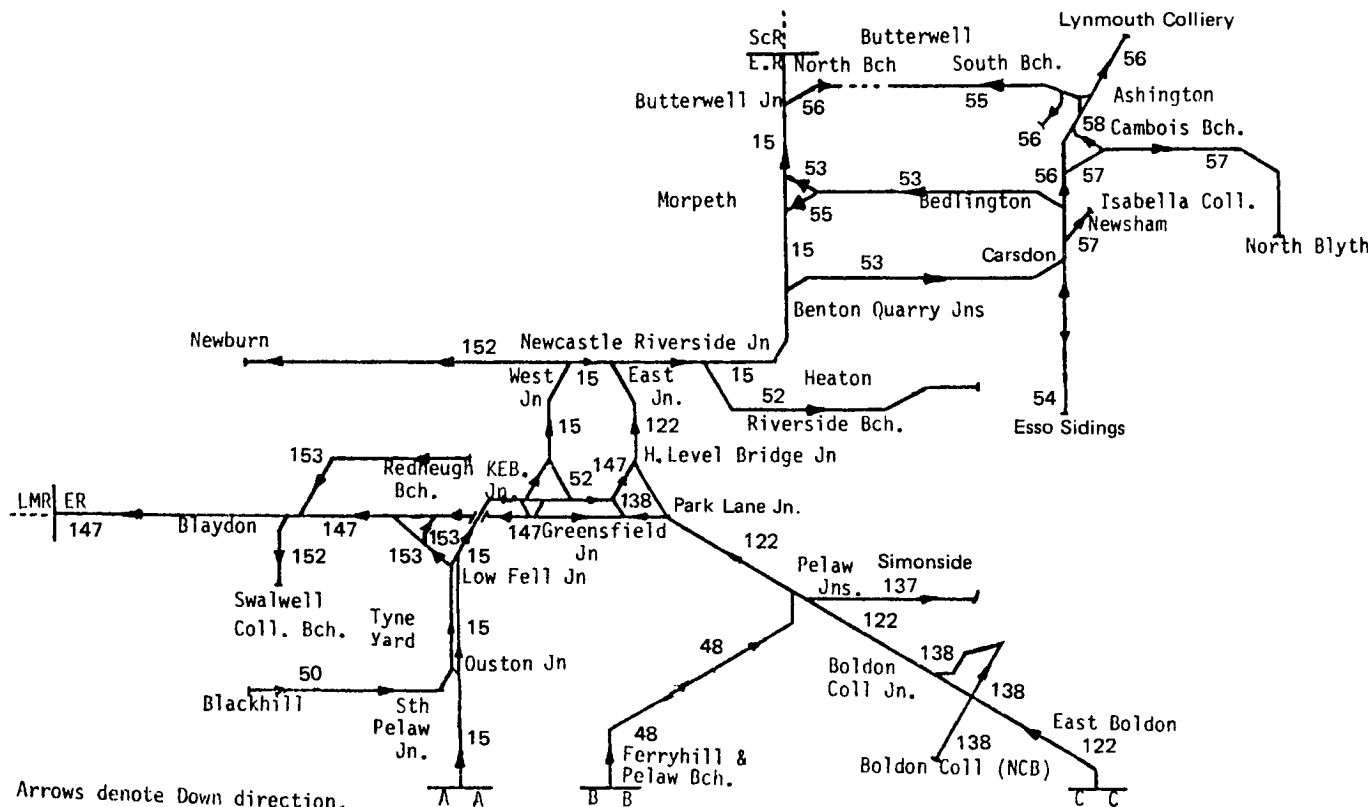 Lynmouth Colliery
ScR Butterwell
E.R North Bch South Bch.
56
Butterwell Jn 56 55 Ashington
56 58 Cambois Bch.
15
53 53 56 57 57
Morpeth 55 Bedlington Isabella Coll.
Newsham
57
North Blyth
15 53 Carsdon
Benton Quarry Jns
Newburn 152 Newcastle Riverside Jn
West Jn 15 East Jn. 15 Heaton
52
Riverside Bch.
54
Esso Sidings
15 122
H. Level Bridge Jn
153 Redheugh Bch. KEB. Jn. 52 147
138 Park Lane Jn.
LMR ER
147 Blaydon 147 153 153 15 147 Greensfield Jn
122
152 Low Fell Jn Pelaw Jns. Simonside
137
Swalwell Coll. Bch.
Tyne Yard 15 122
48
Ouston Jn Boldon Coll Jn. 138
50
Blackhill Sth Pelaw Jn. 138
15 48 East Boldon
Ferryhill & Pelaw Bch. 138 122
Boldon Coll (NCB)
Arrows denote Down direction.
A A B B C C